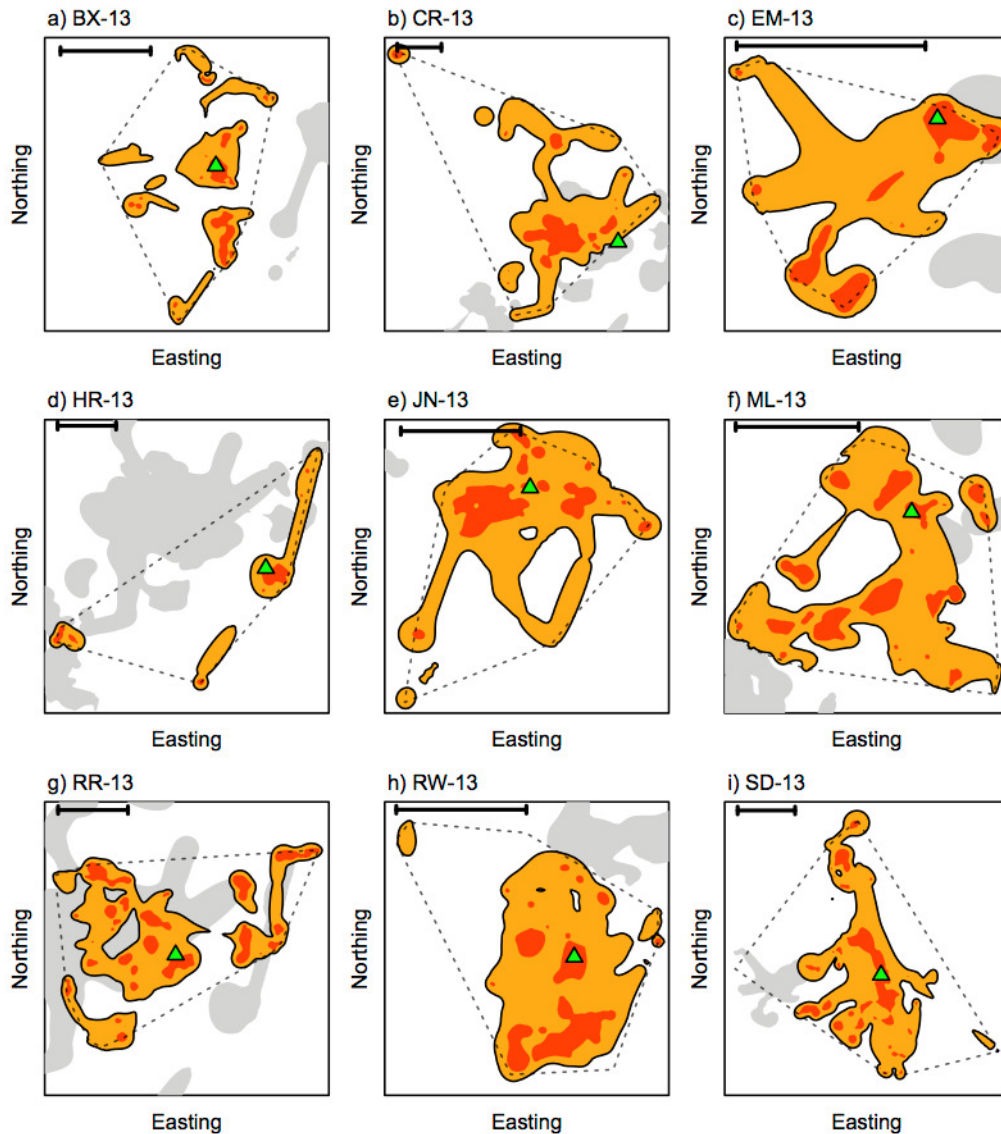 a) BX-13
b) CR-13
c) EM-13
Northing
Northing
Northing
Easting
Easting
Easting
d) HR-13
e) JN-13
f) ML-13
Northing
Northing
Northing
Easting
Easting
Easting
g) RR-13
h) RW-13
i) SD-13
Northing
Northing
Northing
Easting
Easting
Easting